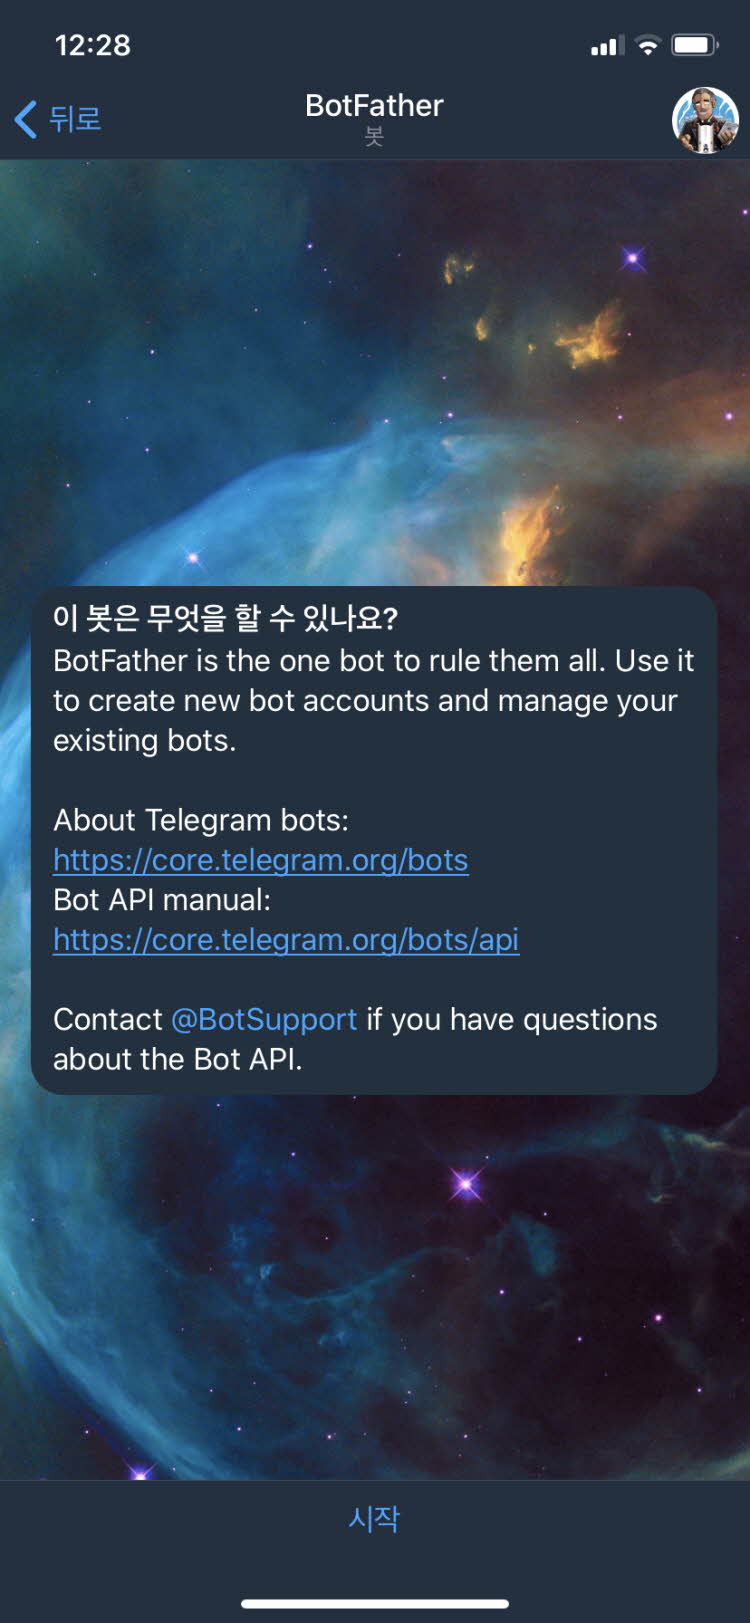 12:28
뒤로
BotFather
봇
이 봇은 무엇을 할 수 있나요?
BotFather is the one bot to rule them all. Use it
to create new bot accounts and manage your
existing bots.
About Telegram bots:
https://core.telegram.org/bots
Bot API manual:
https://core.telegram.org/bots/api
Contact @BotSupport if you have questions
about the Bot API.
시작